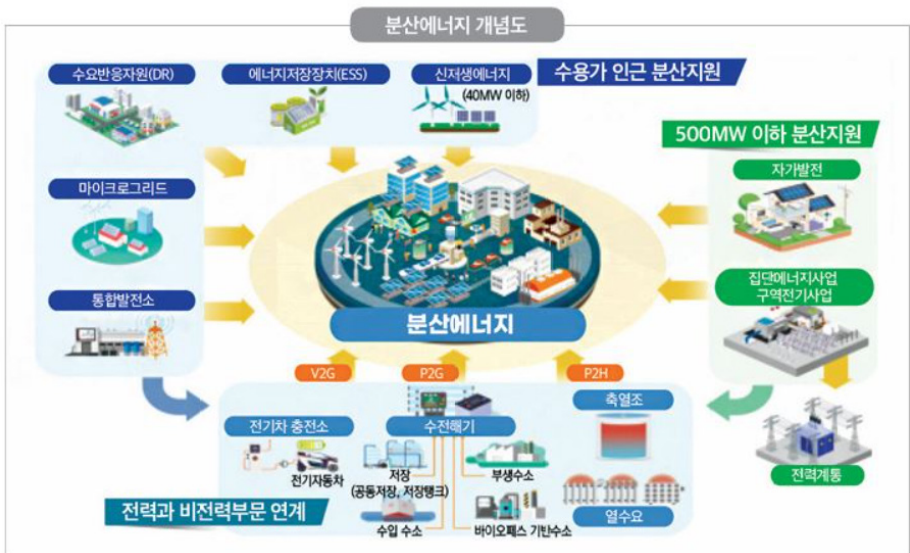 분산에너지 개념도
수요반응자원(DR)
에너지저장장치(ESS)
신저생에너지
(40MW 이하)
수용가 인근 분산지원
500MW 이하 분산지원
자가발전
마이크로그리드
집단에너지사업
구역전기사업
통합발전소
분산에너지
V2G
P2G
P2H
전기차 충전소
수전해기
축열조
전기자동차
저장
(공동저장, 저장탱크)
부생수소
전력계통
수입 수소
바이오패스 기반수소
열수요
전력과 비전력부문 연계